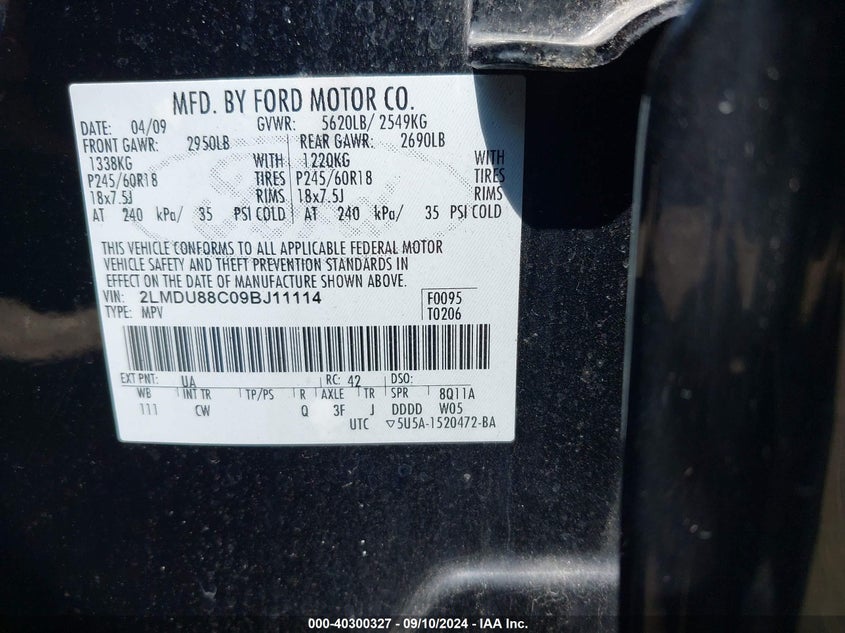 MFD. BY FORD MOTOR CO.
DATE: 04/09 GVWR: 5620LB/ 2549KG
FRONT GAWR: 2950LB REAR GAWR: 2690LB
1338KG WITH 1220KG WITH
P245/60R18 TIRES P245/60R18 TIRES
18x7.5J RIMS 18x7.5J RIMS
AT 240 kPa/ 35 PSI COLD AT 240 kPa/ 35 PSI COLD
THIS VEHICLE CONFORMS TO ALL APPLICABLE FEDERAL MOTOR
VEHICLE SAFETY AND THEFT PREVENTION STANDARDS IN
EFFECT ON THE DATE OF MANUFACTURE SHOWN ABOVE.
VIN: 2LMDU88C09BJ11114 F0095
TYPE: MPV T0206
EXT PNT: UA RC: 42 DSO:
WB INT TR TP/PS R AXLE TR SPR 8Q11A
111 CW Q 3F J DDDD W05
UTC ▽5U5A-1520472-BA
000-40300327 - 09/10/2024 - IAA Inc.